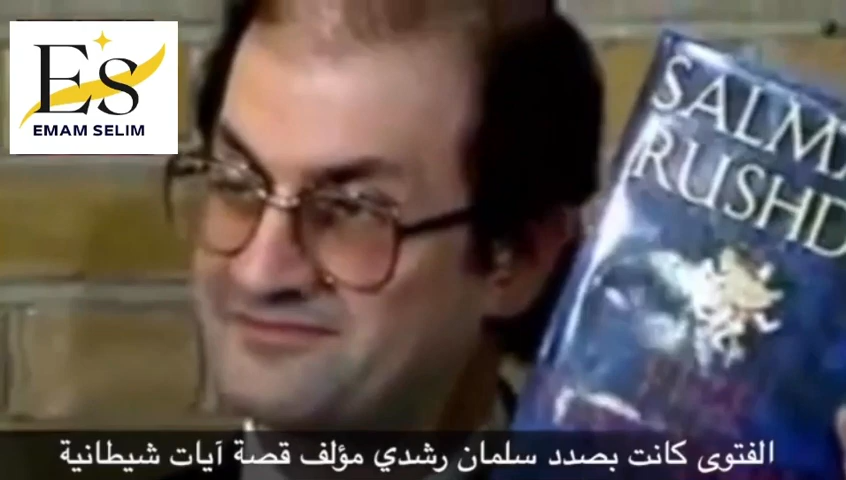 Es
EMAM SELIM
SALM
RUSHD
الفتوى كانت بصدد سلمان رشدي مؤلف قصة آيات شيطانية